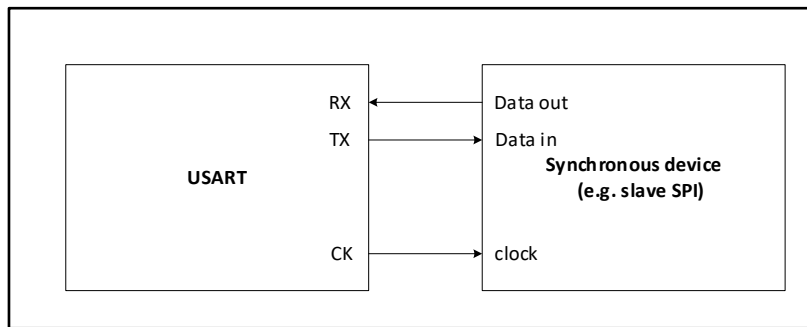 RX
Data out
TX
Data in
USART
Synchronous device
(e.g. slave SPI)
CK
clock